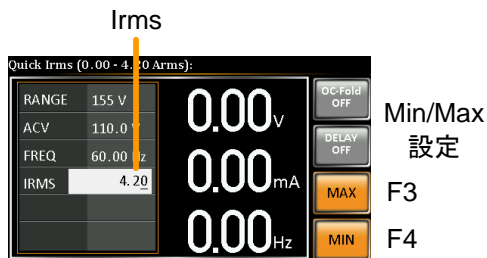 Irms
Quick Irms (0.00 - 4.20 Arms):
RANGE 155 V
ACV 110.0 V
FREQ 60.00 Hz
IRMS 4.20
0.00V
0.00mA
0.00Hz
OC-Fold
OFF
DELAY
OFF
MAX
MIN
Min/Max
設定
F3
F4